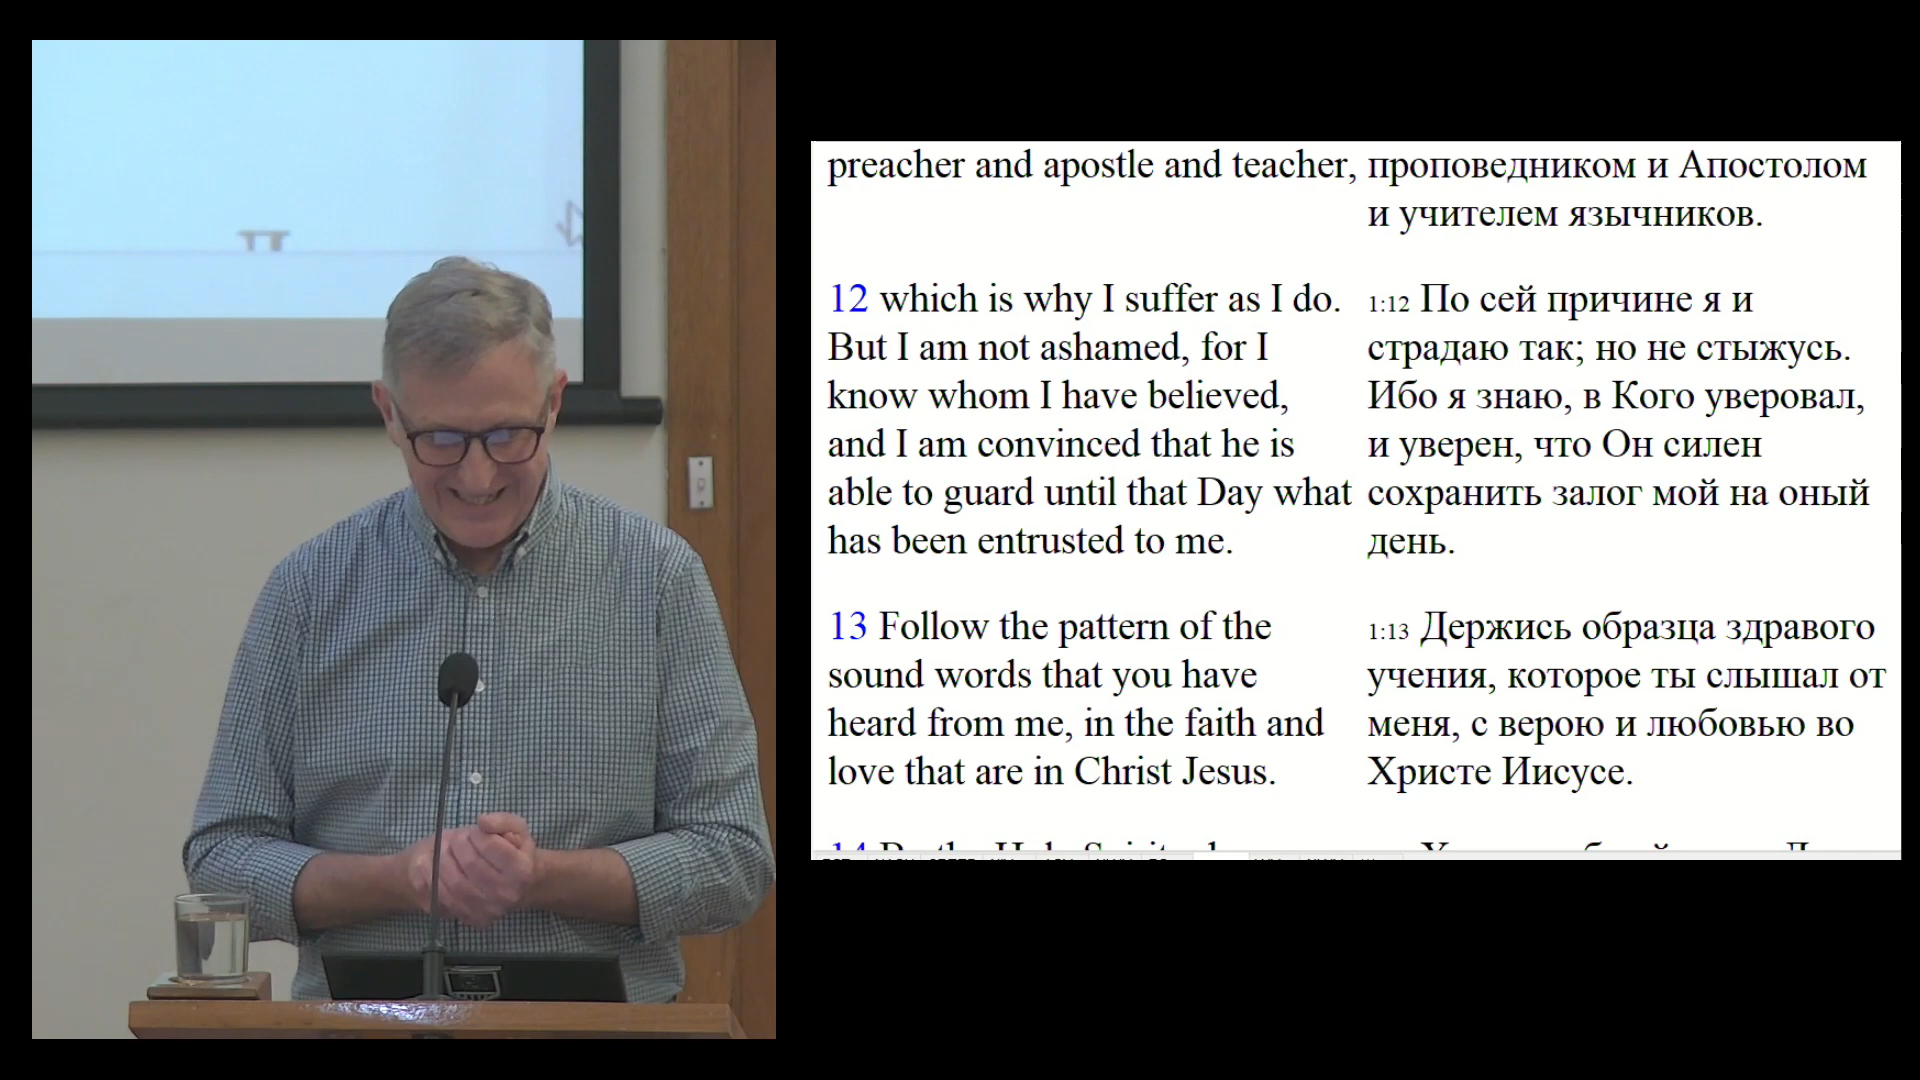 preacher and apostle and teacher,
12 which is why I suffer as I do.
But I am not ashamed, for I
know whom I have believed,
and I am convinced that he is
able to guard until that Day what
has been entrusted to me.
13 Follow the pattern of the
sound words that you have
heard from me, in the faith and
love that are in Christ Jesus.
проповедником и Апостолом
и учителем язычников.
1:12 По сей причине я и
страдаю так; но не стыжусь.
Ибо я знаю, в Кого уверовал,
и уверен, что Он силен
сохранить залог мой на оный
день.
1:13 Держись образца здравого
учения, которое ты слышал от
меня, с верою и любовью во
Христе Иисусе.